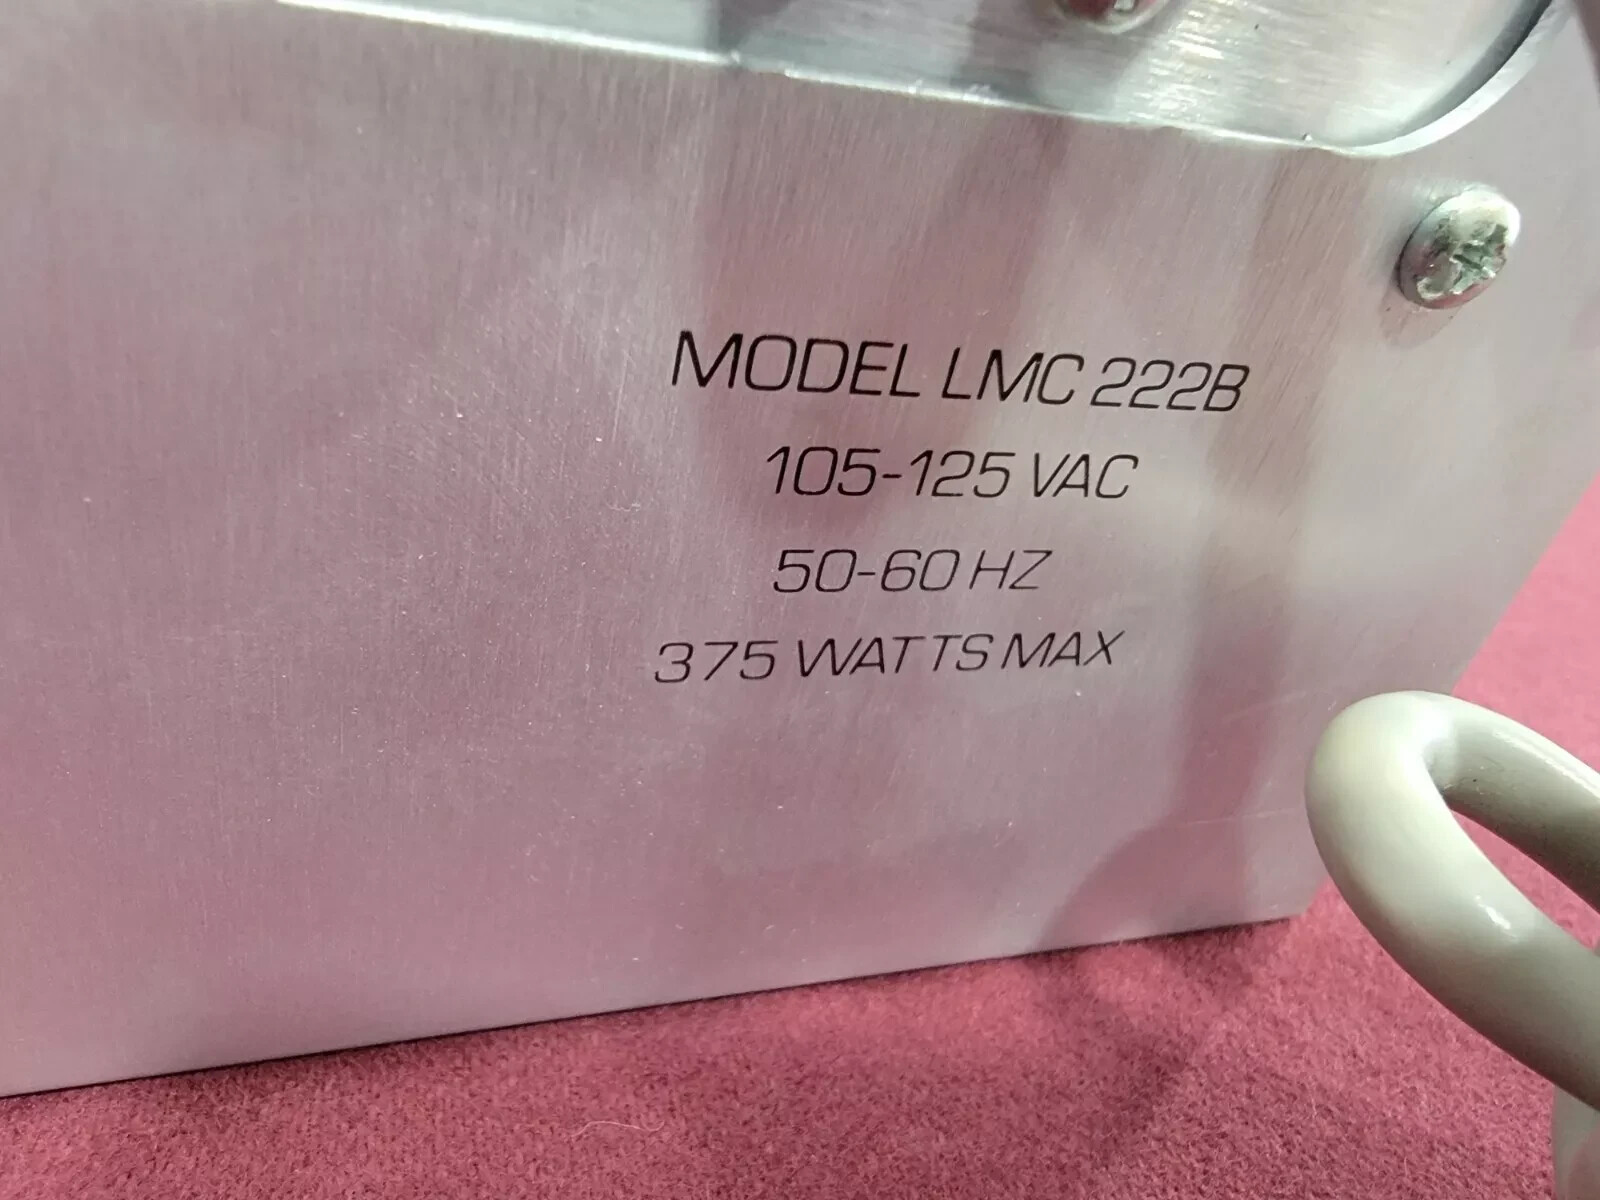 MODEL LMC 222B
105-125 VAC
50-60 HZ
375 WATTS MAX